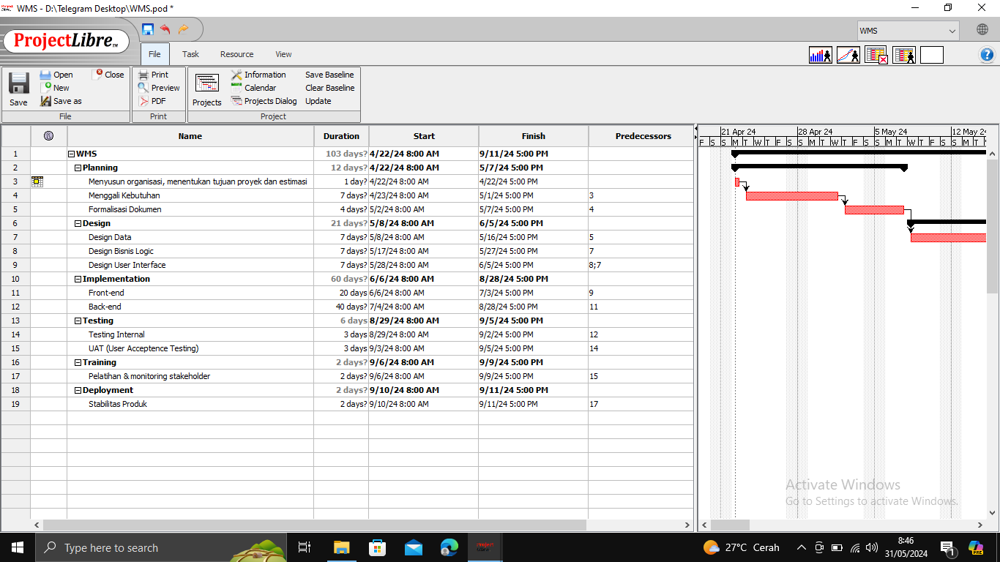 WMS - D:\Telegram Desktop\WMS.pod *
ProjectLibre™
WMS
File Task Resource View
Save Open New Save as Close
File
Print Preview PDF
Print
Projects Information Calendar Projects Dialog Save Baseline Clear Baseline Update
Project
Name Duration Start Finish Predecessors
1 WMS 103 days? 4/22/24 8:00 AM 9/11/24 5:00 PM
2 Planning 12 days? 4/22/24 8:00 AM 5/7/24 5:00 PM
3 Menyusun organisasi, menentukan tujuan proyek dan estimasi 1 day? 4/22/24 8:00 AM 4/22/24 5:00 PM
4 Menggali Kebutuhan 7 days? 4/23/24 8:00 AM 5/1/24 5:00 PM 3
5 Formalisasi Dokumen 4 days? 5/2/24 8:00 AM 5/7/24 5:00 PM 4
6 Design 21 days? 5/8/24 8:00 AM 6/5/24 5:00 PM
7 Design Data 7 days? 5/8/24 8:00 AM 5/16/24 5:00 PM 5
8 Design Bisnis Logic 7 days? 5/17/24 8:00 AM 5/27/24 5:00 PM 7
9 Design User Interface 7 days? 5/28/24 8:00 AM 6/5/24 5:00 PM 8;7
10 Implementation 60 days? 6/6/24 8:00 AM 8/28/24 5:00 PM
11 Front-end 20 days 6/6/24 8:00 AM 7/3/24 5:00 PM 9
12 Back-end 40 days? 7/4/24 8:00 AM 8/28/24 5:00 PM 11
13 Testing 6 days 8/29/24 8:00 AM 9/5/24 5:00 PM
14 Testing Internal 3 days 8/29/24 8:00 AM 9/2/24 5:00 PM 12
15 UAT (User Acceptence Testing) 3 days 9/3/24 8:00 AM 9/5/24 5:00 PM 14
16 Training 2 days? 9/6/24 8:00 AM 9/9/24 5:00 PM
17 Pelatihan & monitoring stakeholder 2 days? 9/6/24 8:00 AM 9/9/24 5:00 PM 15
18 Deployment 2 days? 9/10/24 8:00 AM 9/11/24 5:00 PM
19 Stabilitas Produk 2 days? 9/10/24 8:00 AM 9/11/24 5:00 PM 17
21 Apr 24 28 Apr 24 5 May 24 12 May 24
F S S M T W T F S S M T W T F S S M T W T F S S M T W
Activate Windows
Go to Settings to activate Windows.
Type here to search
27°C Cerah
8:46
31/05/2024
1
PRE